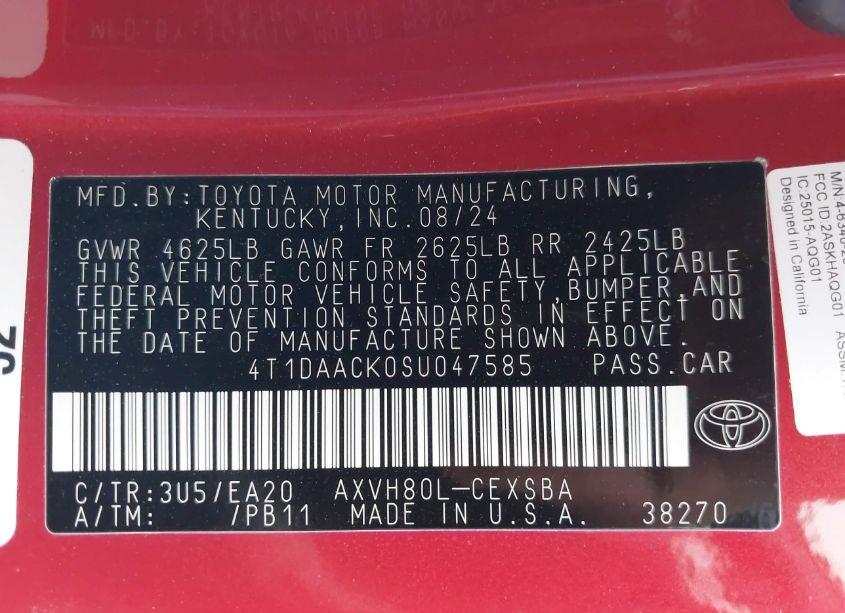 MFD.BY:TOYOTA MOTOR MANUFACTURING,
KENTUCKY,INC.08/24
GVWR 4625LB GAWR FR 2625LB RR 2425LB
THIS VEHICLE CONFORMS TO ALL APPLICABLE
FEDERAL MOTOR VEHICLE SAFETY,BUMPER,AND
THEFT PREVENTION STANDARDS IN EFFECT ON
THE DATE OF MANUFACTURE SHOWN ABOVE.
4T1DAACK0SU047585 PASS.CAR
C/TR:3U5/EA20 AXVH80L-CEXSBA
A/TM: /PB11 MADE IN U.S.A. 38270
FCC ID:2ASKHAQG01
IC:25015-AQG01
Designed in California